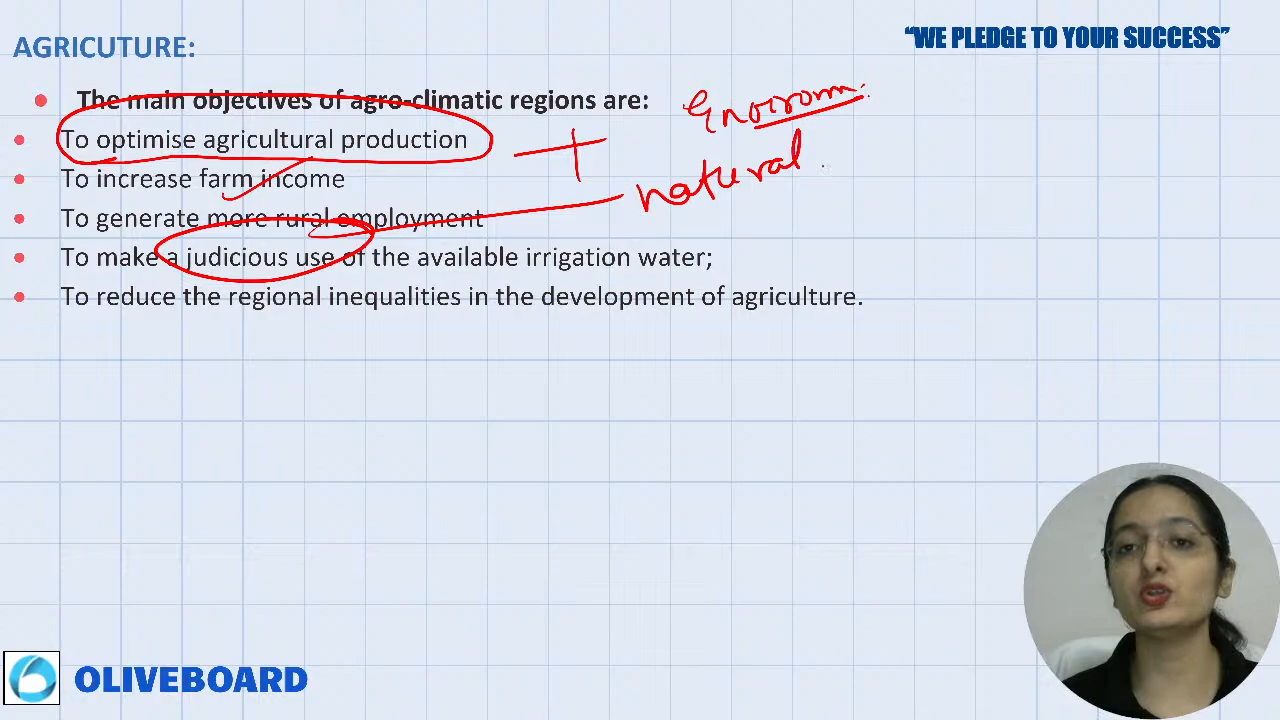 AGRICUTURE:
“WE PLEDGE TO YOUR SUCCESS”
The main objectives of agro-climatic regions are:
To optimise agricultural production
To increase farm income
To generate more rural employment
To make a judicious use of the available irrigation water;
To reduce the regional inequalities in the development of agriculture.
+
natural
OLIVEBOARD